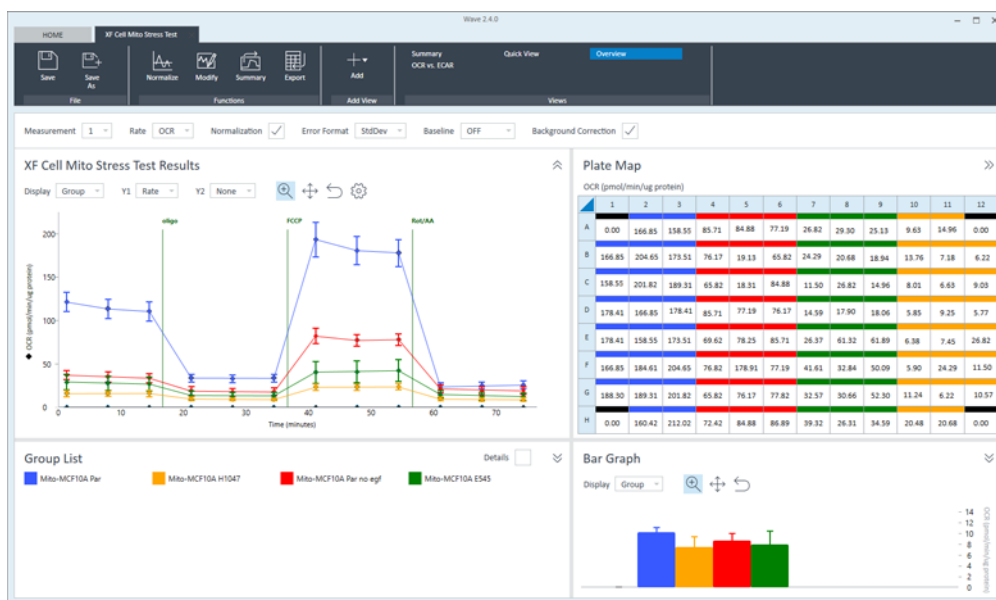 Wave 2.4.0
HOME XF Cell Mito Stress Test
Save Save As Normalize Modify Summary Export Add Summary Quick View Overview
OCR vs. ECAR
File Functions Add View Views
Measurement 1 Rate OCR Normalization Error Format StdDev Baseline OFF Background Correction
XF Cell Mito Stress Test Results
Display Group Y1 Rate Y2 None
oligo FCCP Rot/AA
200
150
100
50
0
OCR (pmol/min/ug protein)
0 10 20 30 40 50 60 70
Time (minutes)
Plate Map
OCR (pmol/min/ug protein)
1 2 3 4 5 6 7 8 9 10 11 12
A 0.00 166.85 158.55 85.71 84.88 77.19 26.82 29.30 25.13 9.63 14.96 0.00
B 166.85 204.65 173.51 76.17 19.13 65.82 24.29 20.68 18.94 13.76 7.18 6.22
C 158.55 201.82 189.31 65.82 18.31 84.88 11.50 26.82 14.96 8.01 6.63 9.03
D 178.41 166.85 178.41 85.71 77.19 76.17 14.59 17.90 18.06 5.85 9.25 5.77
E 178.41 158.55 173.51 69.62 78.25 85.71 26.37 61.32 61.89 6.38 7.45 26.82
F 166.85 184.61 204.65 76.82 178.91 77.19 41.61 32.84 50.09 5.90 24.29 11.50
G 188.30 189.31 201.82 65.82 76.17 77.82 32.57 30.66 52.30 11.24 6.22 10.57
H 0.00 160.42 212.02 72.42 84.88 86.89 39.32 26.31 34.59 20.48 20.68 0.00
Group List Details
Mito-MCF10A Par Mito-MCF10A H1047 Mito-MCF10A Par no egf Mito-MCF10A E545
Bar Graph
Display Group
14
12
10
8
6
4
2
0
OCR (pmol/min/ug protein)